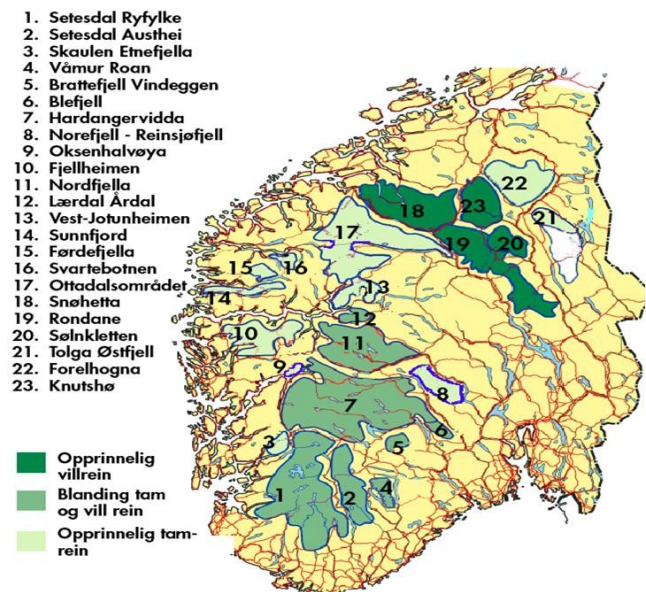 1. Setesdal Ryfylke
2. Setesdal Austhei
3. Skaulen Etnefjella
4. Våmur Roan
5. Brattefjell Vindeggen
6. Blefjell
7. Hardangervidda
8. Norefjell - Reinsjøfjell
9. Oksenhalvøya
10. Fjellheimen
11. Nordfjella
12. Lærdal Årdal
13. Vest-Jotunheimen
14. Sunnfjord
15. Førdefjella
16. Svartebotnen
17. Ottadalsområdet
18. Snøhetta
19. Rondane
20. Sølnkletten
21. Tolga Østfjell
22. Forelhogna
23. Knutshø
Opprinnelig
villrein
Blanding tam
og vill rein
Opprinnelig tam-
rein
22
18
23
17
21
19
20
15
16
13
14
12
10
11
9
8
7
6
3
5
4
1
2